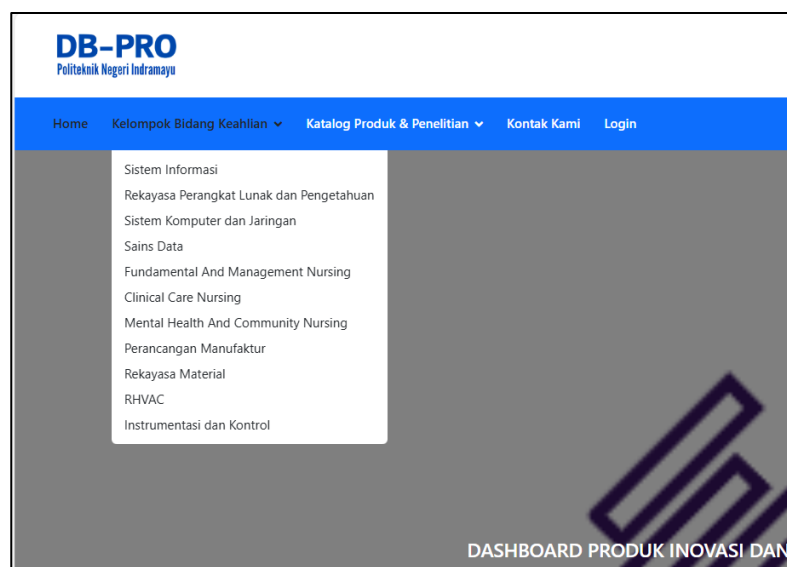 DB-PRO
Politeknik Negeri Indramayu
Home Kelompok Bidang Keahlian Katalog Produk & Penelitian Kontak Kami Login
Sistem Informasi
Rekayasa Perangkat Lunak dan Pengetahuan
Sistem Komputer dan Jaringan
Sains Data
Fundamental And Management Nursing
Clinical Care Nursing
Mental Health And Community Nursing
Perancangan Manufaktur
Rekayasa Material
RHVAC
Instrumentasi dan Kontrol
DASHBOARD PRODUK INOVASI DAN